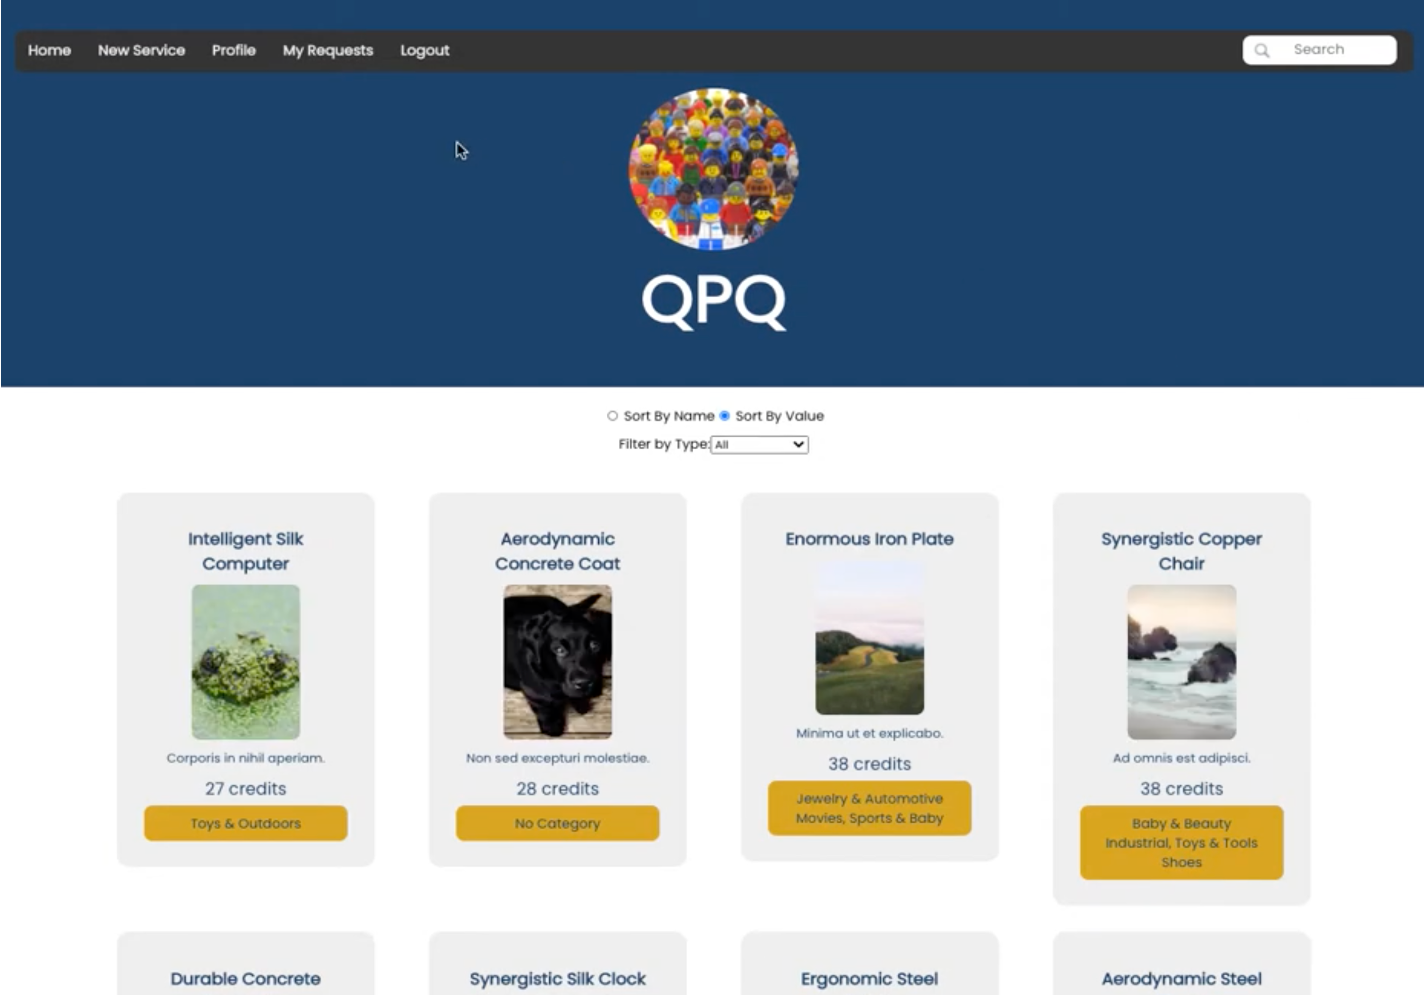 Home New Service Profile My Requests Logout Search
QPQ
Sort By Name Sort By Value
Filter by Type: All
Intelligent Silk
Computer
Corporis in nihil aperiam.
27 credits
Toys & Outdoors
Aerodynamic
Concrete Coat
Non sed excepturi molestiae.
28 credits
No Category
Enormous Iron Plate
Minima ut et explicabo.
38 credits
Jewelry & Automotive
Movies, Sports & Baby
Synergistic Copper
Chair
Ad omnis est adipisci.
38 credits
Baby & Beauty
Industrial, Toys & Tools
Shoes
Durable Concrete
Synergistic Silk Clock
Ergonomic Steel
Aerodynamic Steel